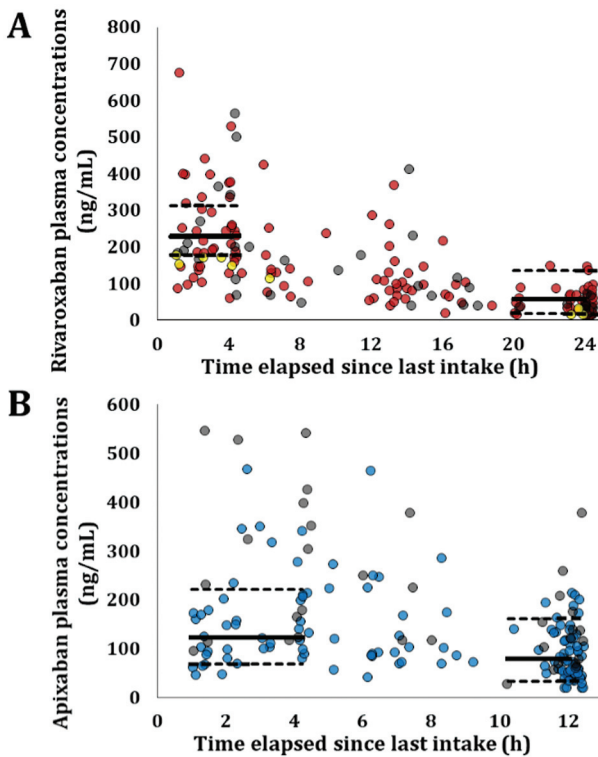 A
Rivaroxaban plasma concentrations
(ng/mL)
800
700
600
500
400
300
200
100
0
0 4 8 12 16 20 24
Time elapsed since last intake (h)
B
Apixaban plasma concentrations
(ng/mL)
600
500
400
300
200
100
0
0 2 4 6 8 10 12
Time elapsed since last intake (h)